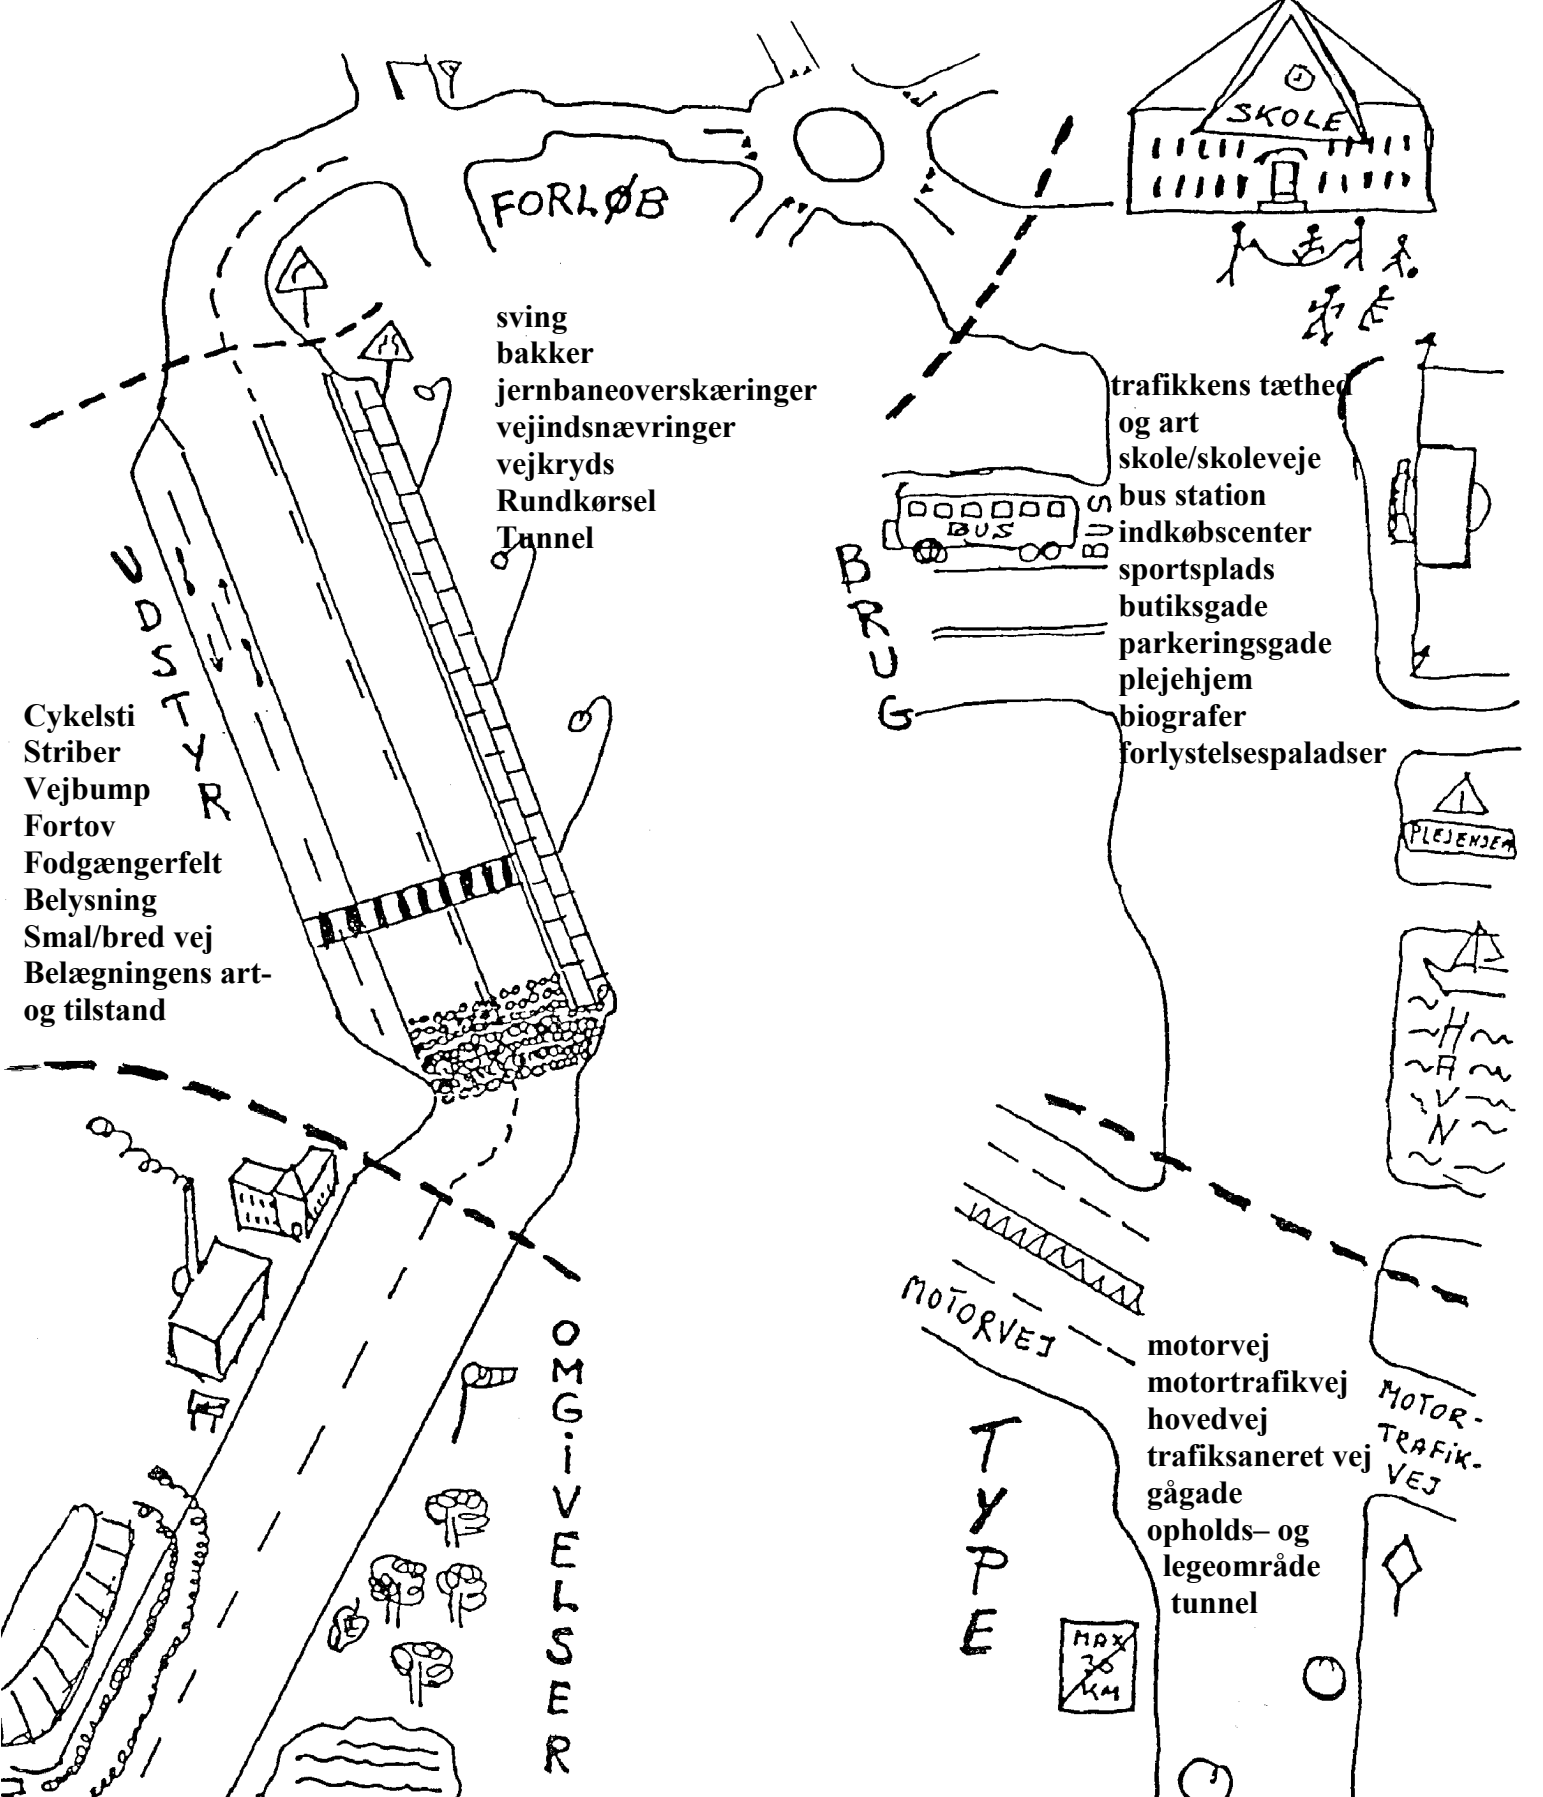 SKOLE
FORLØB
sving
bakker
jernbaneoverskæringer
vejindsnævringer
vejkryds
Rundkørsel
Tunnel
trafikkens tæthed
og art
skole/skoleveje
bus station
indkøbscenter
sportsplads
butiksgade
parkeringsgade
plejehjem
biografer
forlystelsespaladser
BUS
BUS
BRUG
UDSTYR
Cykelsti
Striber
Vejbump
Fortov
Fodgængerfelt
Belysning
Smal/bred vej
Belægningens art-
og tilstand
PLEJEHJEM
HAVN
OMGIVELSER
MOTORVEJ
motorvej
motortrafikvej
hovedvej
trafiksaneret vej
gågade
opholds– og
legeområde
tunnel
MOTOR-
TRAFIK-
VEJ
TYPE
MAX
30
KM